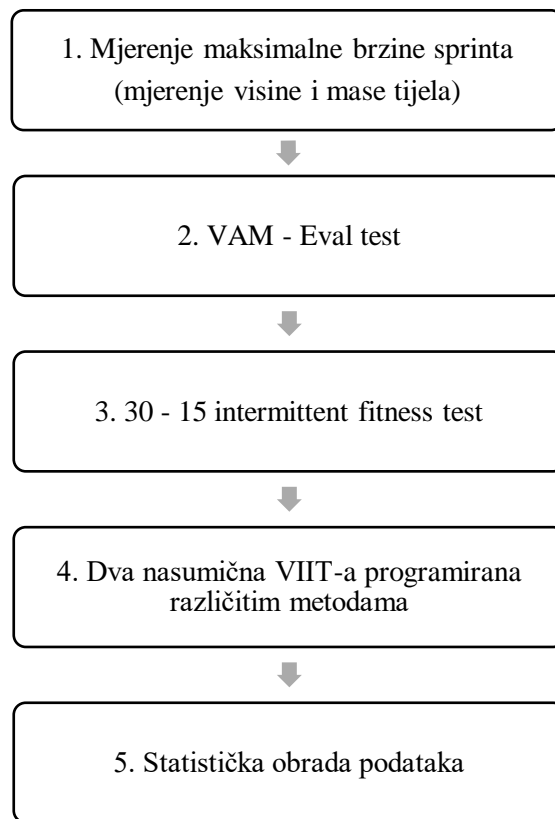 1. Mjerenje maksimalne brzine sprinta
(mjerenje visine i mase tijela)
2. VAM - Eval test
3. 30 - 15 intermittent fitness test
4. Dva nasumična VIIT-a programirana
različitim metodama
5. Statistička obrada podataka